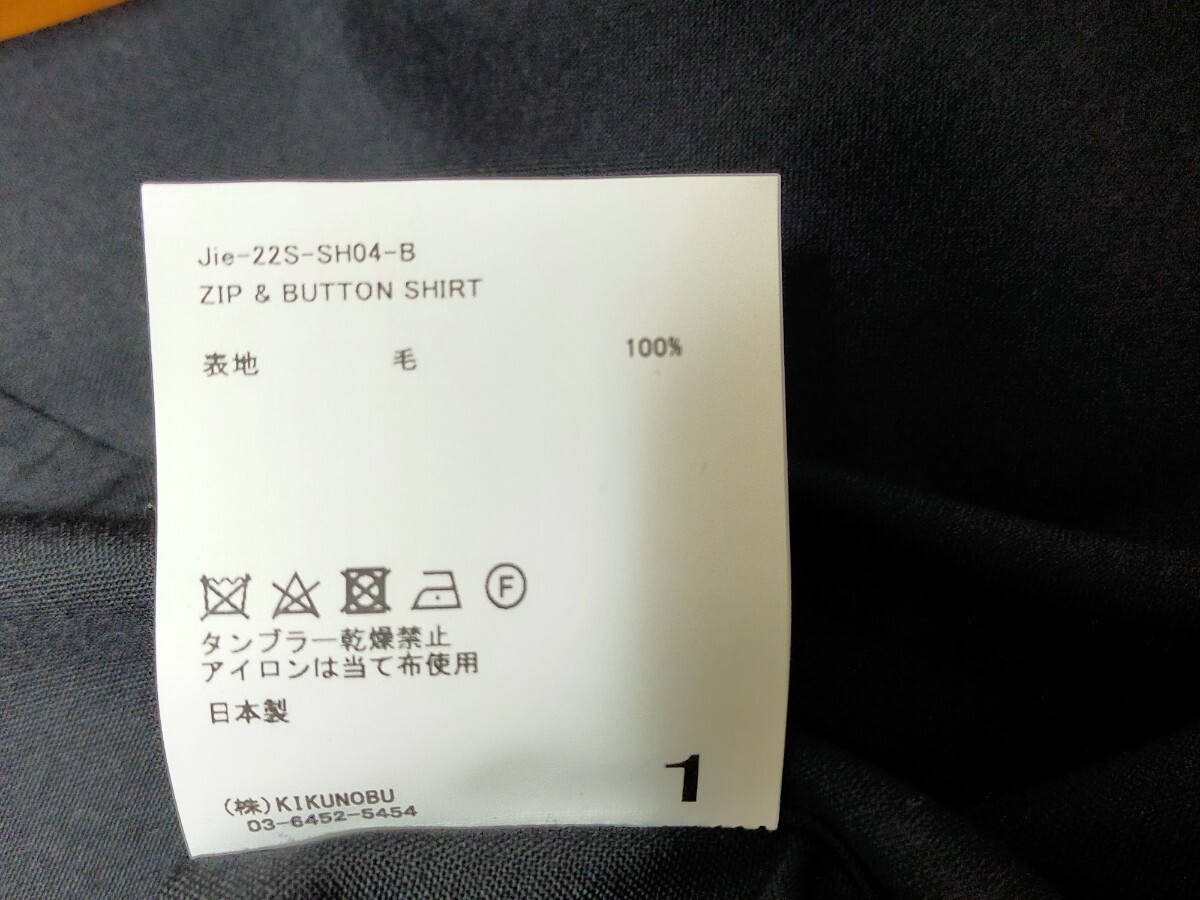 Jie-22S-SH04-B
ZIP & BUTTON SHIRT
表地 毛 100%
F
タンブラー乾燥禁止
アイロンは当て布使用
日本製
1
(株)KIKUNOBU
03-6452-5454